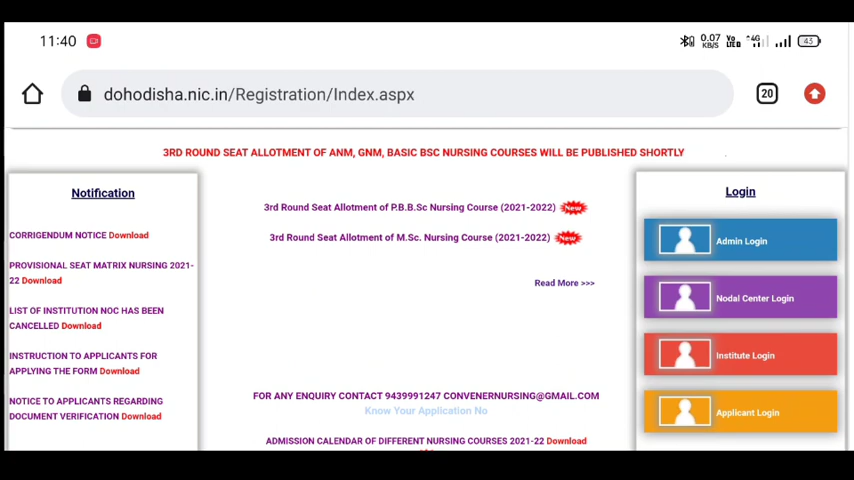 11:40
0.07 KB/S
Vo LTE
4G
45
dohodisha.nic.in/Registration/Index.aspx
20
3RD ROUND SEAT ALLOTMENT OF ANM, GNM, BASIC BSC NURSING COURSES WILL BE PUBLISHED SHORTLY
Notification
CORRIGENDUM NOTICE Download
PROVISIONAL SEAT MATRIX NURSING 2021-
22 Download
LIST OF INSTITUTION NOC HAS BEEN
CANCELLED Download
INSTRUCTION TO APPLICANTS FOR
APPLYING THE FORM Download
NOTICE TO APPLICANTS REGARDING
DOCUMENT VERIFICATION Download
3rd Round Seat Allotment of P.B.B.Sc Nursing Course (2021-2022) New
3rd Round Seat Allotment of M.Sc. Nursing Course (2021-2022) New
Read More >>>
FOR ANY ENQUIRY CONTACT 9439991247 CONVENERNURSING@GMAIL.COM
Know Your Application No
ADMISSION CALENDAR OF DIFFERENT NURSING COURSES 2021-22 Download
Login
Admin Login
Nodal Center Login
Institute Login
Applicant Login